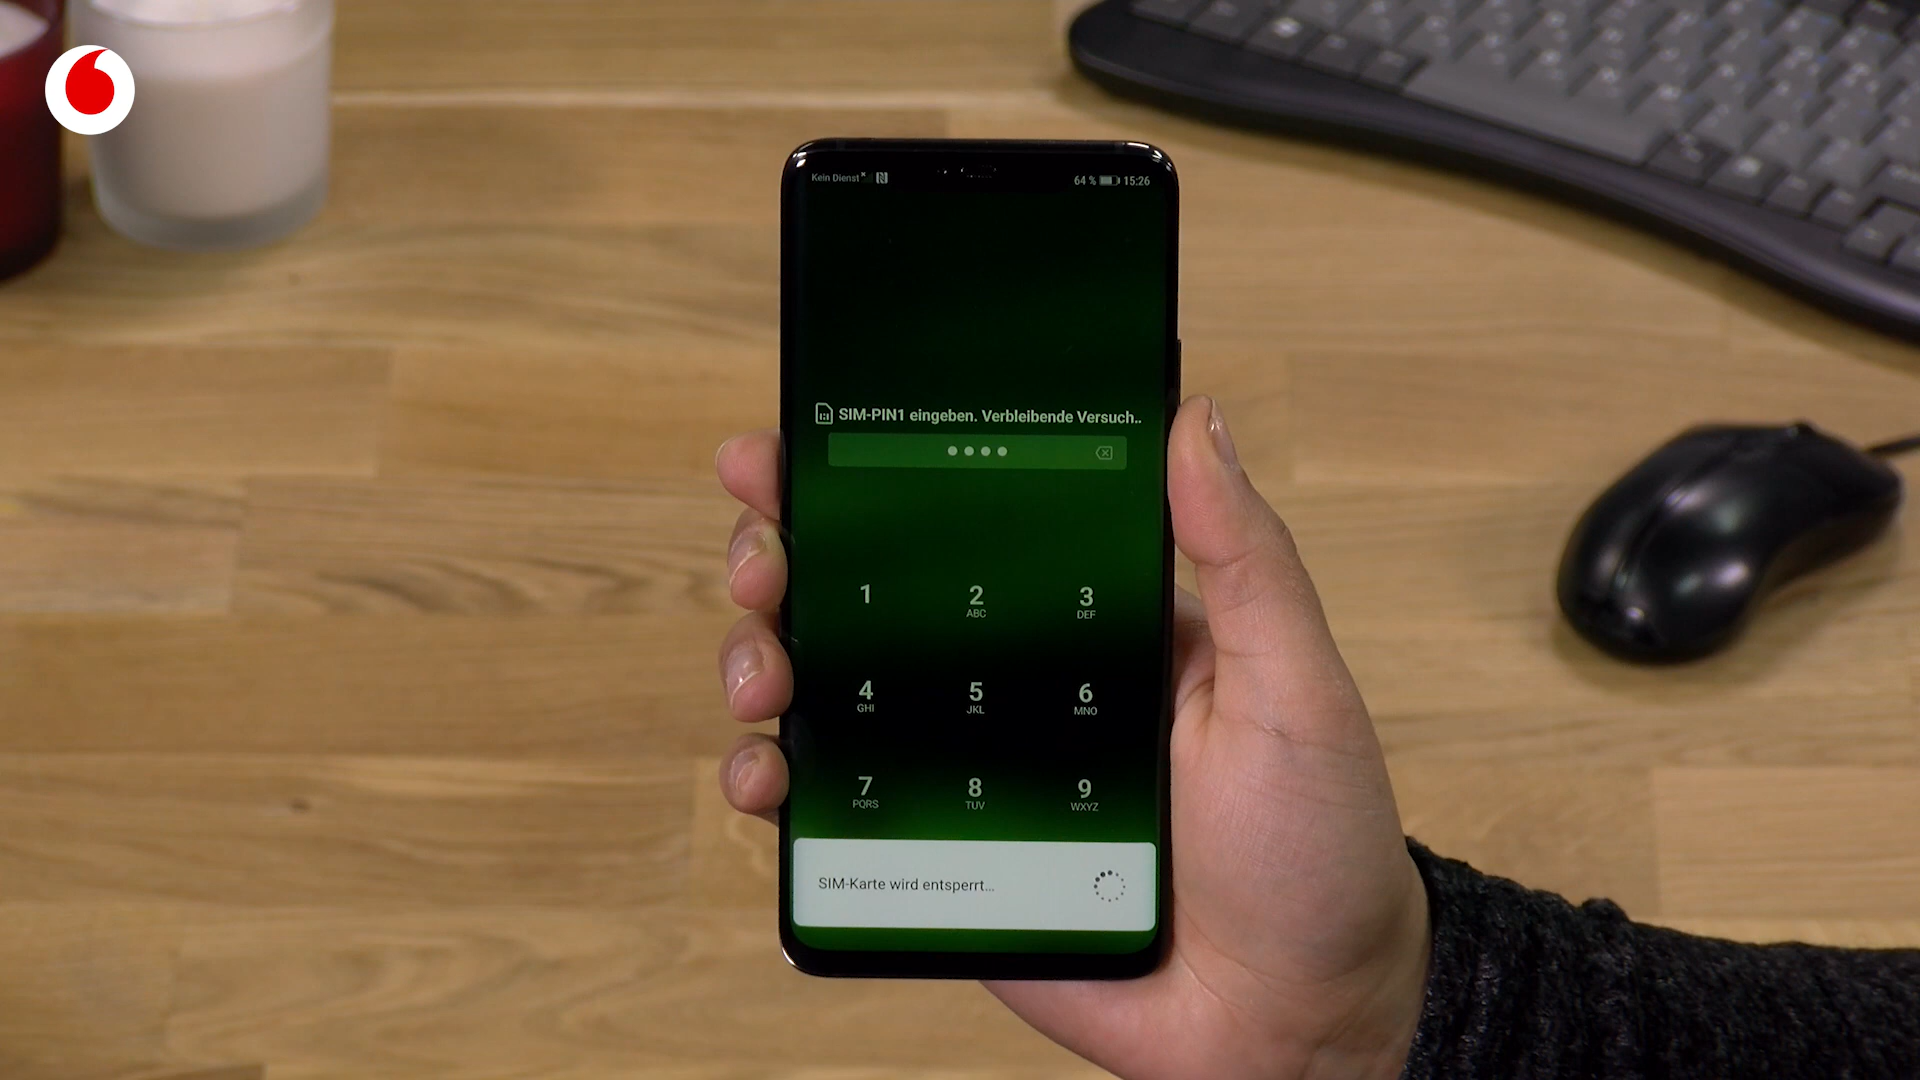 Kein Dienst 64 % 15:26
SIM-PIN1 eingeben. Verbleibende Versuch..
1 2 3
ABC DEF
4 5 6
GHI JKL MNO
7 8 9
PQRS TUV WXYZ
SIM-Karte wird entsperrt...